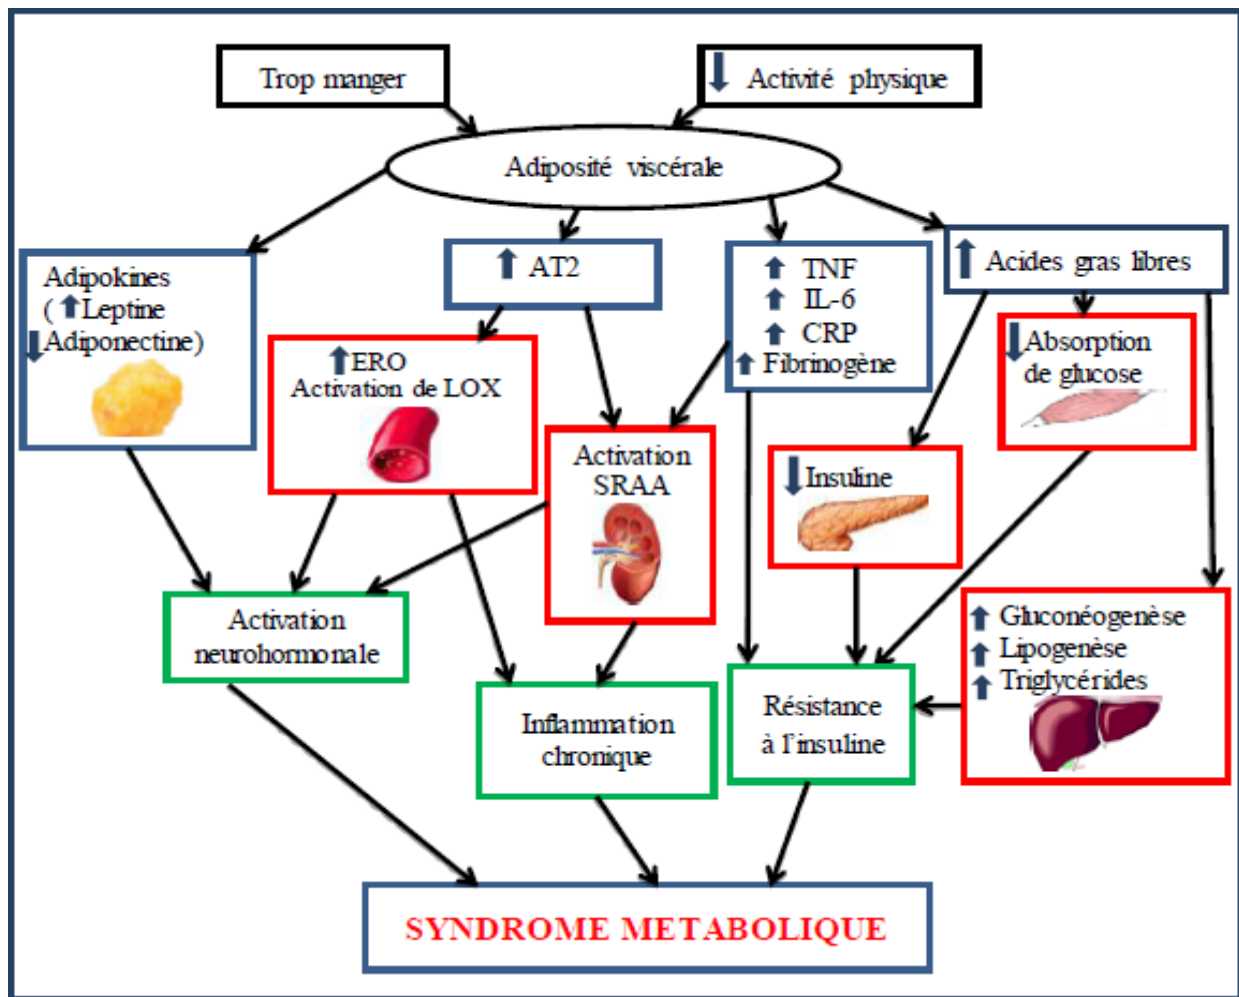 Trop manger
Activité physique
Adiposité viscérale
Adipokines
( Leptine
Adiponectine)
AT2
TNF
IL-6
CRP
Fibrinogène
Acides gras libres
ERO
Activation de LOX
Absorption
de glucose
Activation
SRAA
Insuline
Activation
neurohormonale
Gluconéogenèse
Lipogenèse
Triglycérides
Inflammation
chronique
Résistance
à l’insuline
SYNDROME METABOLIQUE